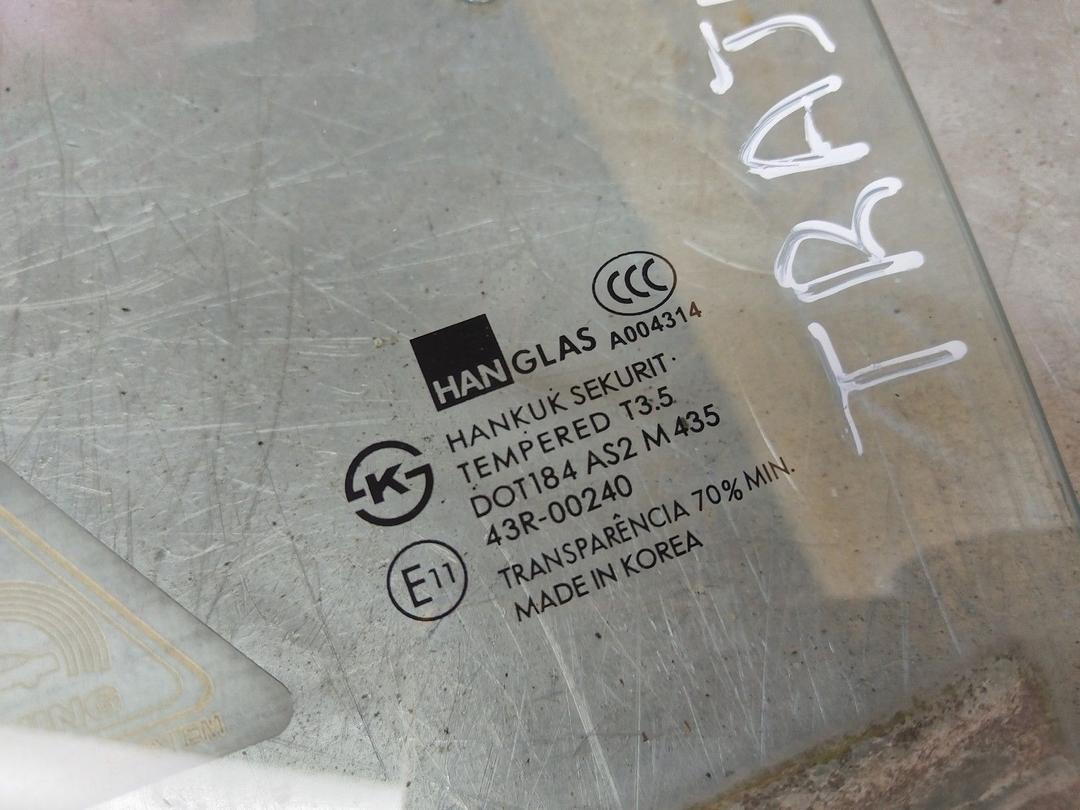 TRAJ
CCC
HANGLAS A004314
HANKUK SEKURIT.
TEMPERED T3.5
DOT184 AS2 M435
43R-00240
TRANSPARÊNCIA 70% MIN.
MADE IN KOREA
K
E11